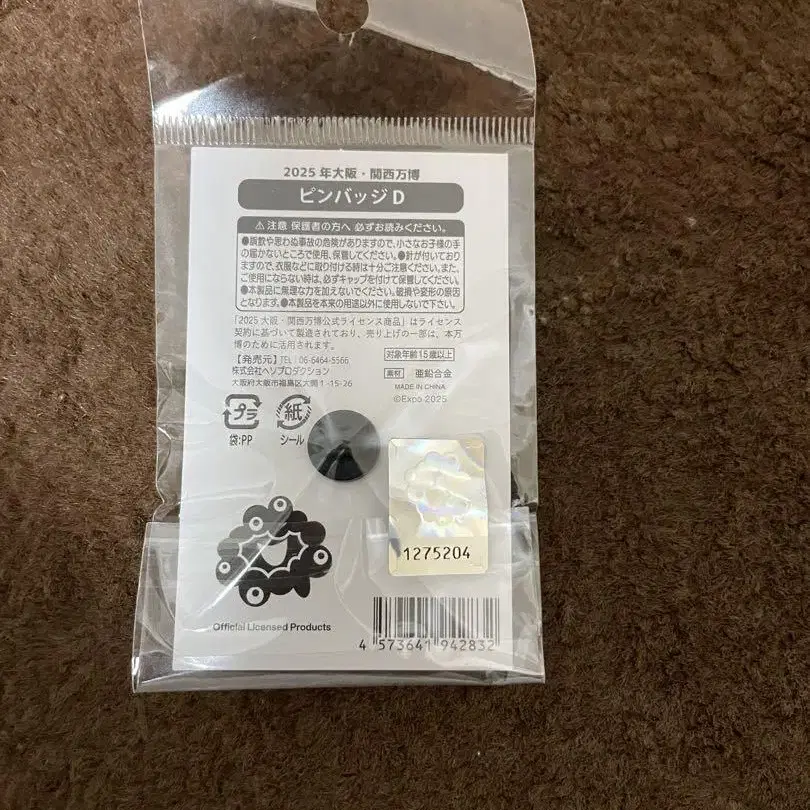 2025 年大阪・関西万博
ピンバッジ D
⚠注意 保護者の方へ 必ずお読みください。
●誤飲や思わぬ事故の危険がありますので、小さなお子様の手
の届かないところで使用、保管してください。●針が付いており
ますので、衣服などに取り付ける時は十分ご注意ください。また、
ご使用にならない時は、必ずキャップを付けて保管してください。
●本製品に無理な力を加えないでください。破損や変形の原因
となります。●本製品を本来の用途以外に使用しないで下さい。
「2025 大阪・関西万博公式ライセンス商品」はライセンス
契約に基づいて製造されており、売り上げの一部は、本万
博のために活用されます。
【発売元】TEL:06-6464-5566
株式会社ヘソプロダクション
大阪府大阪市福島区大開1-15-26
対象年齢15歳以上
素材 亜鉛合金
MADE IN CHINA
©Expo 2025
プラ
袋:PP
紙
シール
1275204
Official Licensed Products
4 573641 942832